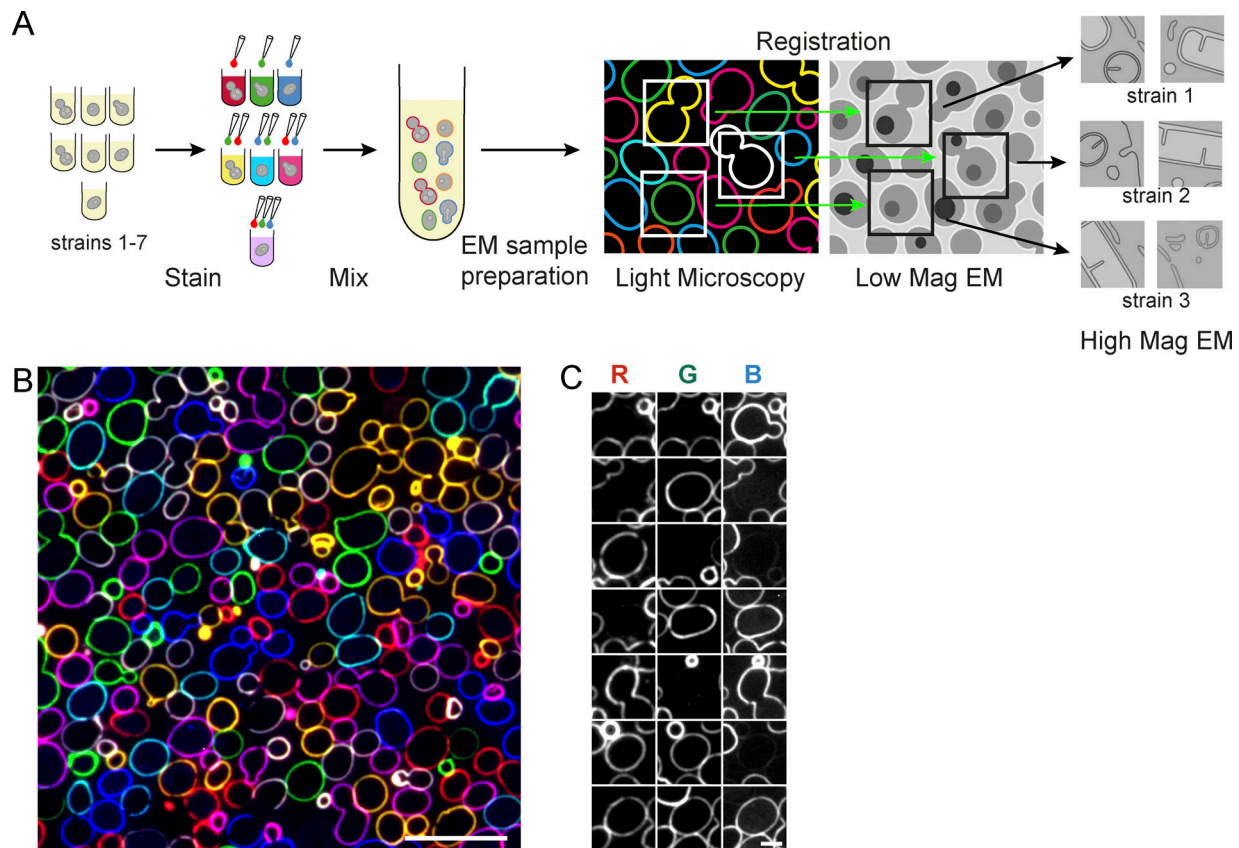 A
Registration
strain 1
strains 1-7
strain 2
Stain
Mix
EM sample
preparation
Light Microscopy
Low Mag EM
strain 3
High Mag EM
B
C
R G B